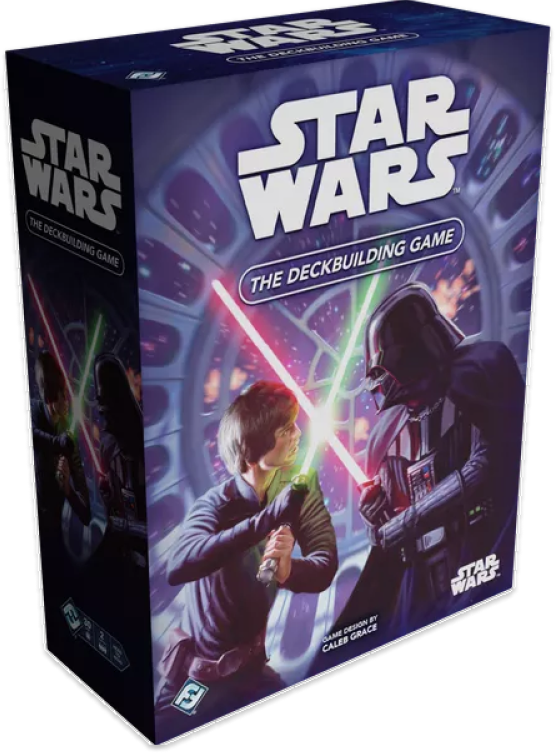 STAR
WARS
THE DECKBUILDING GAME
STAR
WARS
THE DECKBUILDING GAME
STAR
WARS™
THE DECKBUILDING GAME
STAR
WARS
GAME DESIGN BY
CALEB GRACE